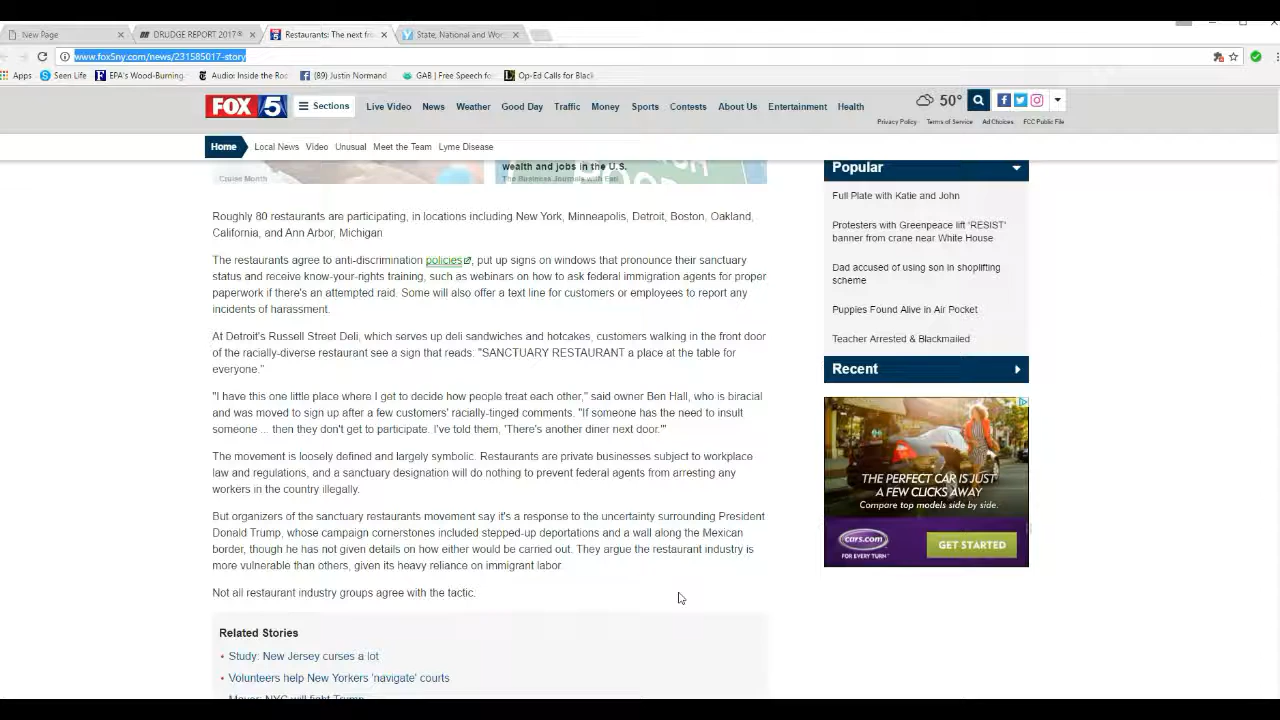 New Page
DRUDGE REPORT 2017®
Restaurants: The next fro
State, National and Wor
www.fox5ny.com/news/231585017-story
Apps Seen Life EPA's Wood-Burning Audio: Inside the Ro (89) Justin Normand GAB | Free Speech fo Op-Ed Calls for Black
FOX 5 Sections Live Video News Weather Good Day Traffic Money Sports Contests About Us Entertainment Health 50°
Privacy Policy Terms of Service Ad Choices FCC Public File
Home Local News Video Unusual Meet the Team Lyme Disease
wealth and jobs in the U.S.
Cruise Month
The Business Journals with Esri
Roughly 80 restaurants are participating, in locations including New York, Minneapolis, Detroit, Boston, Oakland,
California, and Ann Arbor, Michigan
The restaurants agree to anti-discrimination policies, put up signs on windows that pronounce their sanctuary
status and receive know-your-rights training, such as webinars on how to ask federal immigration agents for proper
paperwork if there's an attempted raid. Some will also offer a text line for customers or employees to report any
incidents of harassment.
At Detroit's Russell Street Deli, which serves up deli sandwiches and hotcakes, customers walking in the front door
of the racially-diverse restaurant see a sign that reads: "SANCTUARY RESTAURANT a place at the table for
everyone."
"I have this one little place where I get to decide how people treat each other," said owner Ben Hall, who is biracial
and was moved to sign up after a few customers' racially-tinged comments. "If someone has the need to insult
someone ... then they don't get to participate. I've told them, 'There's another diner next door.'"
The movement is loosely defined and largely symbolic. Restaurants are private businesses subject to workplace
law and regulations, and a sanctuary designation will do nothing to prevent federal agents from arresting any
workers in the country illegally.
But organizers of the sanctuary restaurants movement say it's a response to the uncertainty surrounding President
Donald Trump, whose campaign cornerstones included stepped-up deportations and a wall along the Mexican
border, though he has not given details on how either would be carried out. They argue the restaurant industry is
more vulnerable than others, given its heavy reliance on immigrant labor
Not all restaurant industry groups agree with the tactic.
Related Stories
Study: New Jersey curses a lot
Volunteers help New Yorkers 'navigate' courts
Mayor: NYC will fight Trump
Popular
Full Plate with Katie and John
Protesters with Greenpeace lift 'RESIST'
banner from crane near White House
Dad accused of using son in shoplifting
scheme
Puppies Found Alive in Air Pocket
Teacher Arrested & Blackmailed
Recent
THE PERFECT CAR IS JUST
A FEW CLICKS AWAY
Compare top models side by side.
cars.com
FOR EVERY TURN™
GET STARTED